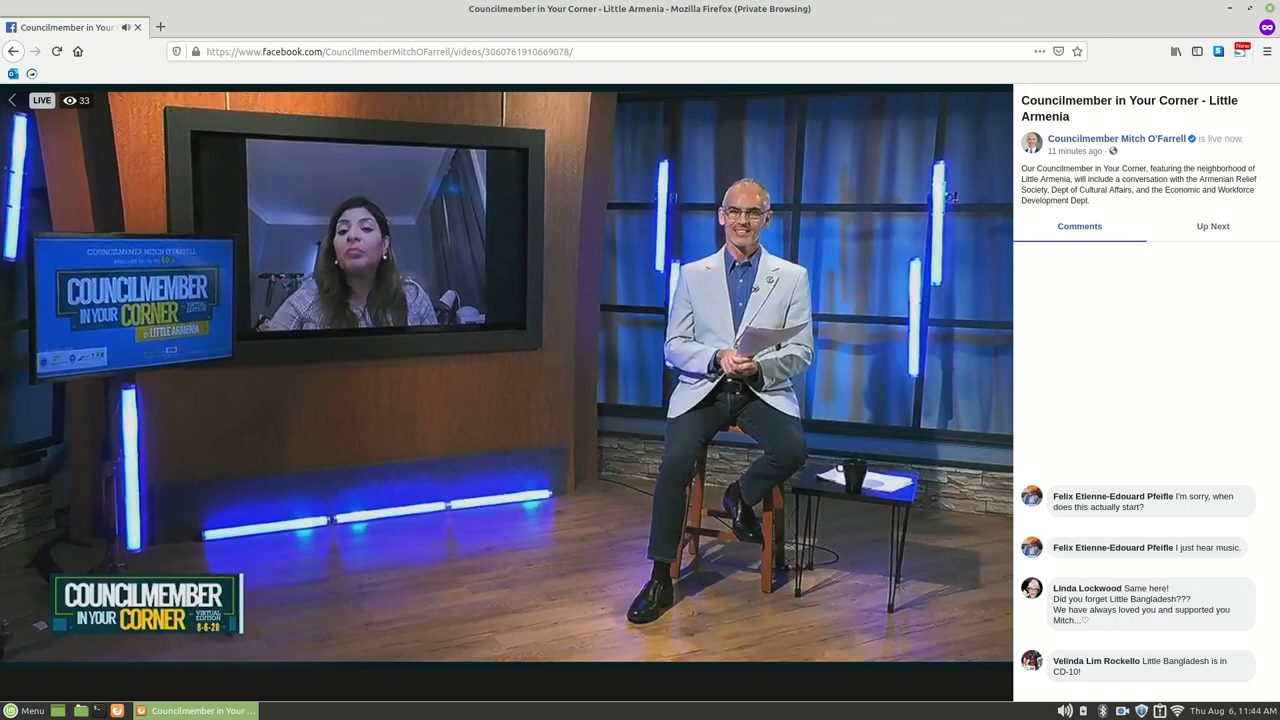 Councilmember in Your Corner - Little Armenia - Mozilla Firefox (Private Browsing)
Councilmember in Your
https://www.facebook.com/CouncilmemberMitchOFarrell/videos/3060761910669078/
New
LIVE
33
COUNCILMEMBER MITCH O'FARRELL
COUNCILMEMBER
IN YOUR CORNER
VIRTUAL
EDITION
LITTLE ARMENIA
COUNCILMEMBER
IN YOUR CORNER
VIRTUAL
EDITION
8-6-20
Councilmember in Your Corner - Little
Armenia
Councilmember Mitch O'Farrell is live now.
11 minutes ago ·
Our Councilmember in Your Corner, featuring the neighborhood of
Little Armenia, will include a conversation with the Armenian Relief
Society, Dept of Cultural Affairs, and the Economic and Workforce
Development Dept.
Comments
Up Next
Felix Etienne-Edouard Pfeifle I'm sorry, when
does this actually start?
Felix Etienne-Edouard Pfeifle I just hear music.
Linda Lockwood Same here!
Did you forget Little Bangladesh???
We have always loved you and supported you
Mitch...♡
Velinda Lim Rockello Little Bangladesh is in
CD-10!
Menu
Councilmember in Your ...
Thu Aug 6, 11:44 AM